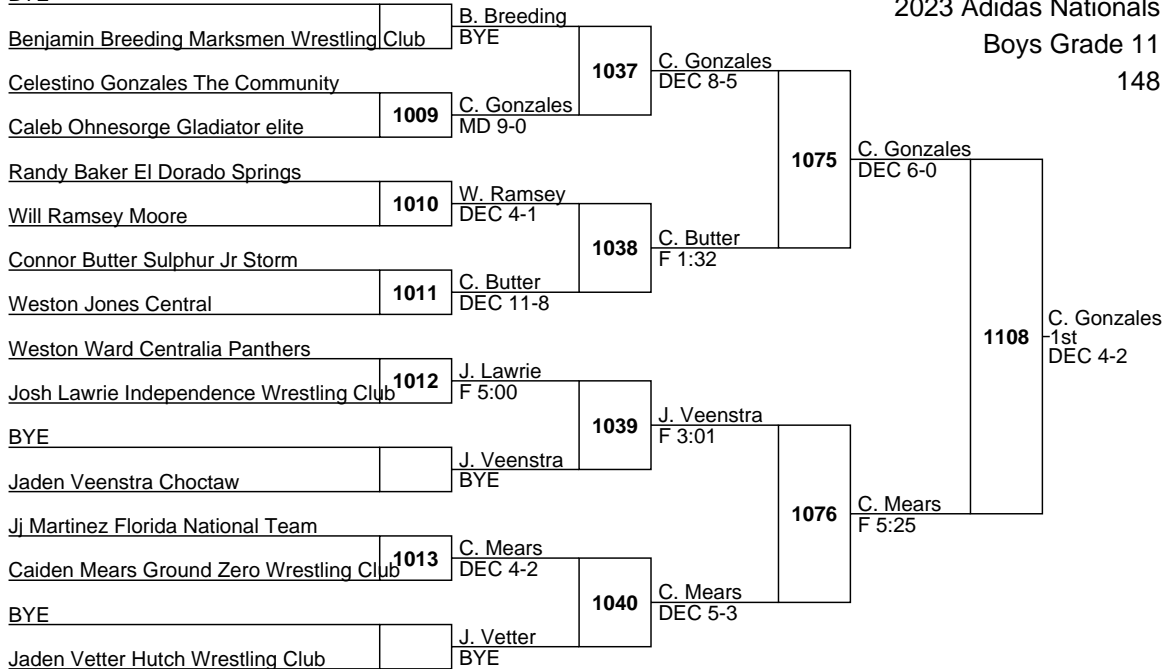 BYE
B. Breeding
BYE
Benjamin Breeding Marksmen Wrestling Club
2023 Adidas Nationals
Boys Grade 11
148
1037
C. Gonzales
DEC 8-5
Celestino Gonzales The Community
1009
C. Gonzales
MD 9-0
Caleb Ohnesorge Gladiator elite
1075
C. Gonzales
DEC 6-0
Randy Baker El Dorado Springs
1010
W. Ramsey
DEC 4-1
Will Ramsey Moore
1038
C. Butter
F 1:32
Connor Butter Sulphur Jr Storm
1011
C. Butter
DEC 11-8
Weston Jones Central
1108
C. Gonzales
1st
DEC 4-2
Weston Ward Centralia Panthers
1012
J. Lawrie
F 5:00
Josh Lawrie Independence Wrestling Club
1039
J. Veenstra
F 3:01
BYE
J. Veenstra
BYE
Jaden Veenstra Choctaw
1076
C. Mears
F 5:25
Jj Martinez Florida National Team
1013
C. Mears
DEC 4-2
Caiden Mears Ground Zero Wrestling Club
1040
C. Mears
DEC 5-3
BYE
J. Vetter
BYE
Jaden Vetter Hutch Wrestling Club